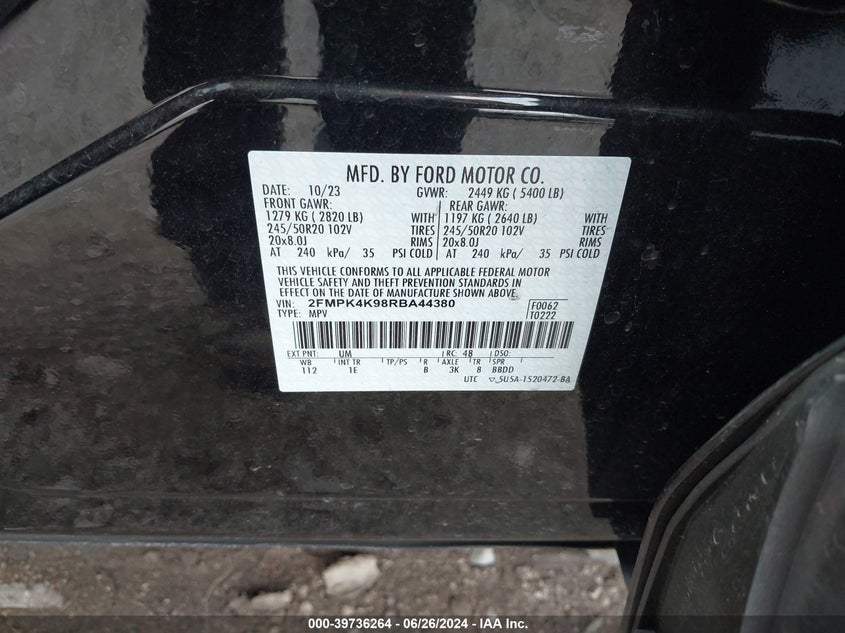 MFD. BY FORD MOTOR CO.
DATE: 10/23 GVWR: 2449 KG ( 5400 LB)
FRONT GAWR: REAR GAWR:
1279 KG ( 2820 LB) WITH 1197 KG ( 2640 LB) WITH
245/50R20 102V TIRES 245/50R20 102V TIRES
20x8.0J RIMS 20x8.0J RIMS
AT 240 kPa/ 35 PSI COLD AT 240 kPa/ 35 PSI COLD
THIS VEHICLE CONFORMS TO ALL APPLICABLE FEDERAL MOTOR
VEHICLE SAFETY AND THEFT PREVENTION STANDARDS IN
EFFECT ON THE DATE OF MANUFACTURE SHOWN ABOVE.
VIN: 2FMPK4K98RBA44380 F0062
TYPE: MPV T0222
EXT PNT: UM RC: 48 DSO:
WB INT TR TP/PS R AXLE TR SPR
112 1E B 3K 8 BBDD
UTC 5U5A-1520472-BA
000-39736264 - 06/26/2024 - IAA Inc.